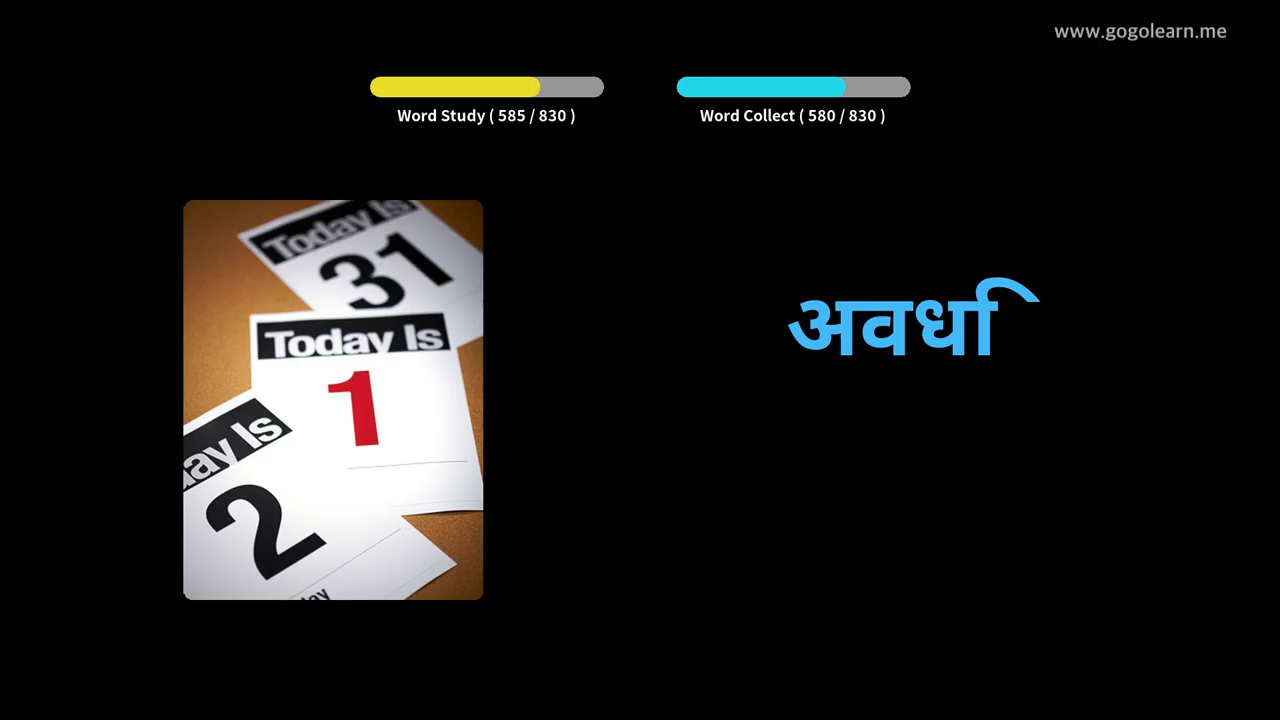 www.gogolearn.me
Word Study ( 585 / 830 )
Word Collect ( 580 / 830 )
Today Is
31
Today Is
1
ay Is
2
अवधि